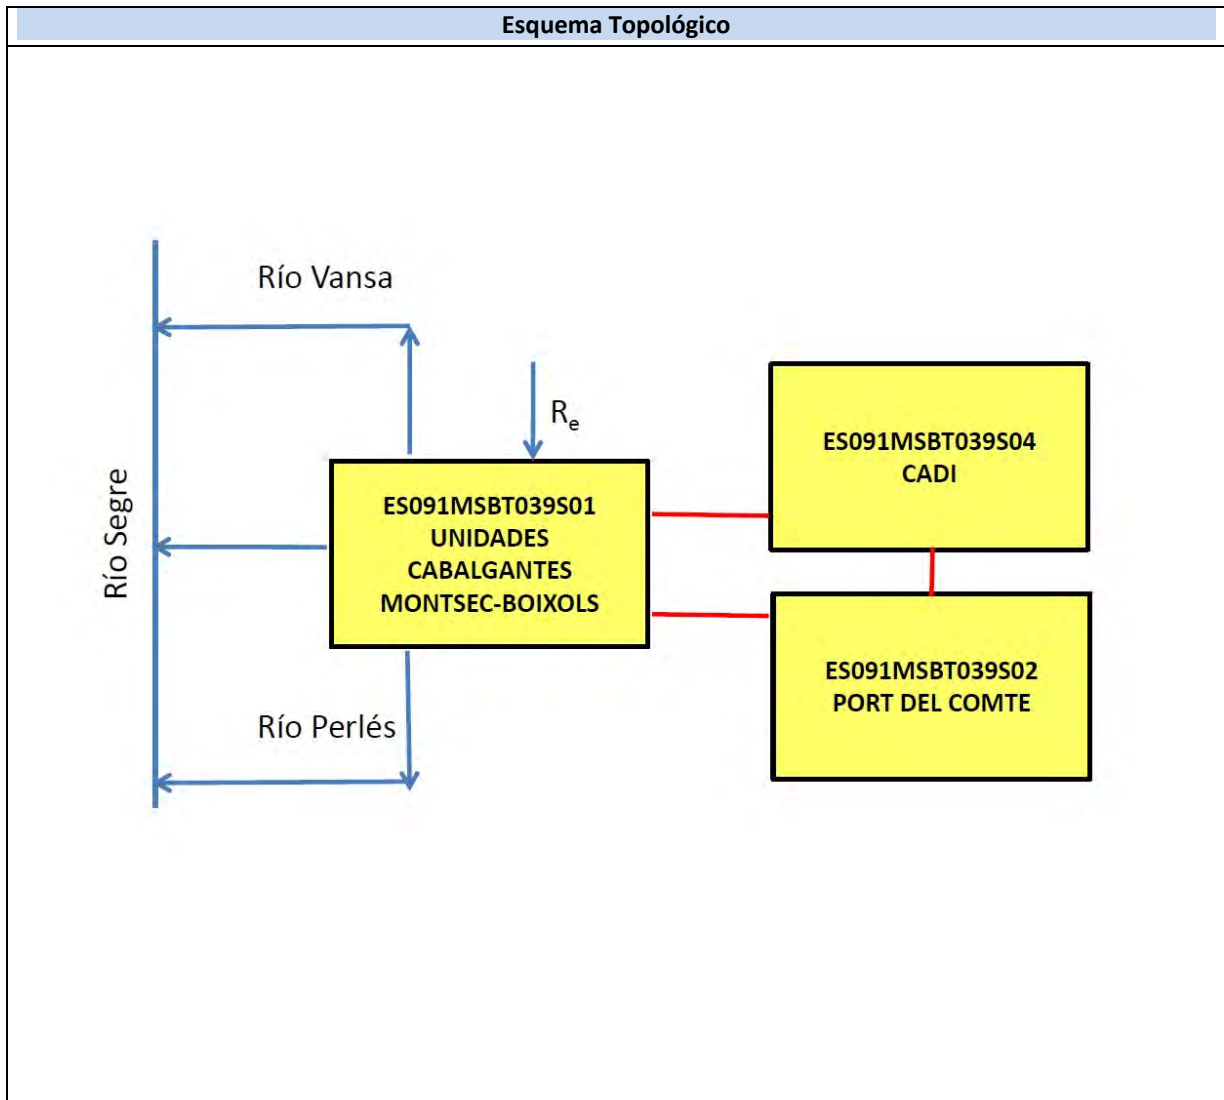 Esquema Topológico
Río Vansa
R_e
ES091MSBT039S04
CADI
Río Segre
ES091MSBT039S01
UNIDADES
CABALGANTES
MONTSEC-BOIXOLS
ES091MSBT039S02
PORT DEL COMTE
Río Perlés